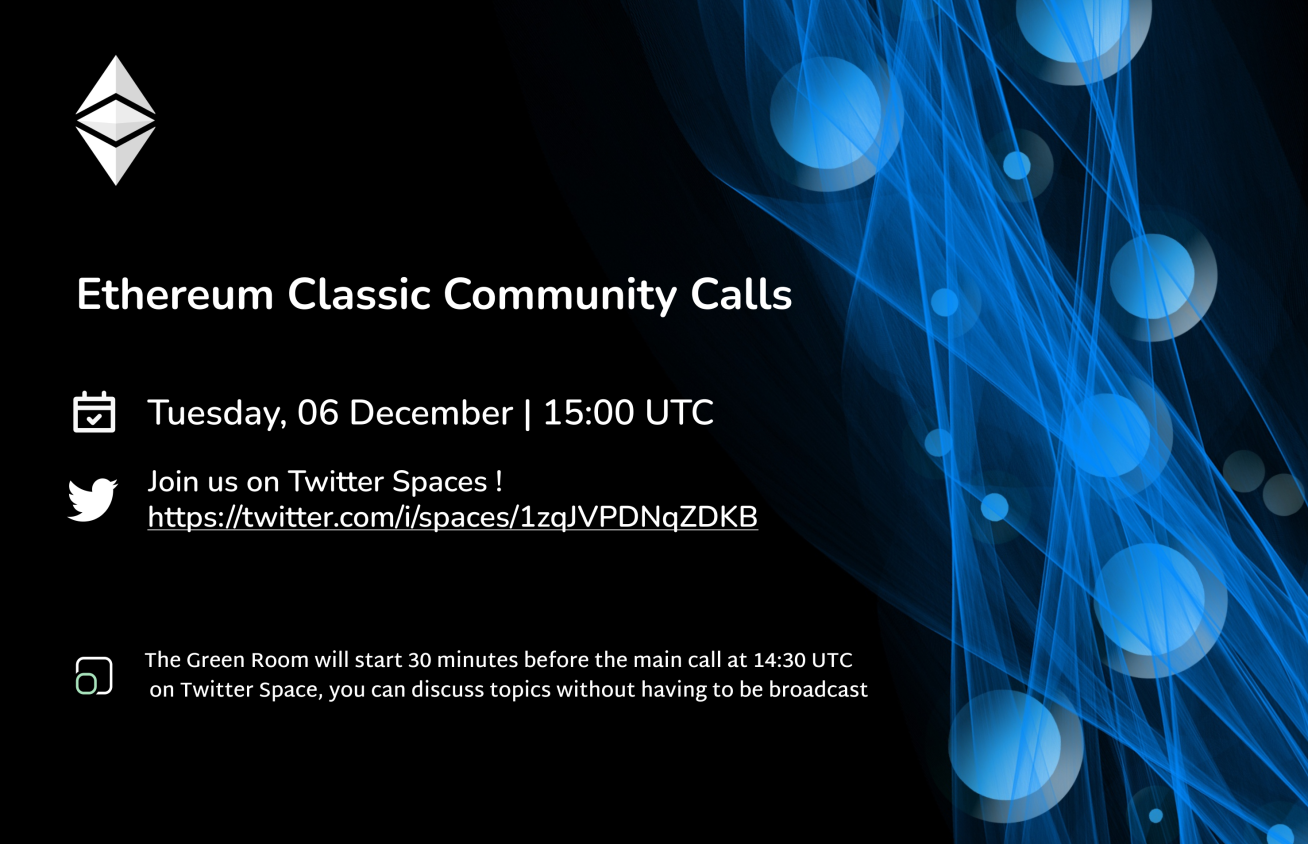 Ethereum Classic Community Calls
Tuesday, 06 December | 15:00 UTC
Join us on Twitter Spaces !
https://twitter.com/i/spaces/1zqJVPDNqZDKB
The Green Room will start 30 minutes before the main call at 14:30 UTC
on Twitter Space, you can discuss topics without having to be broadcast